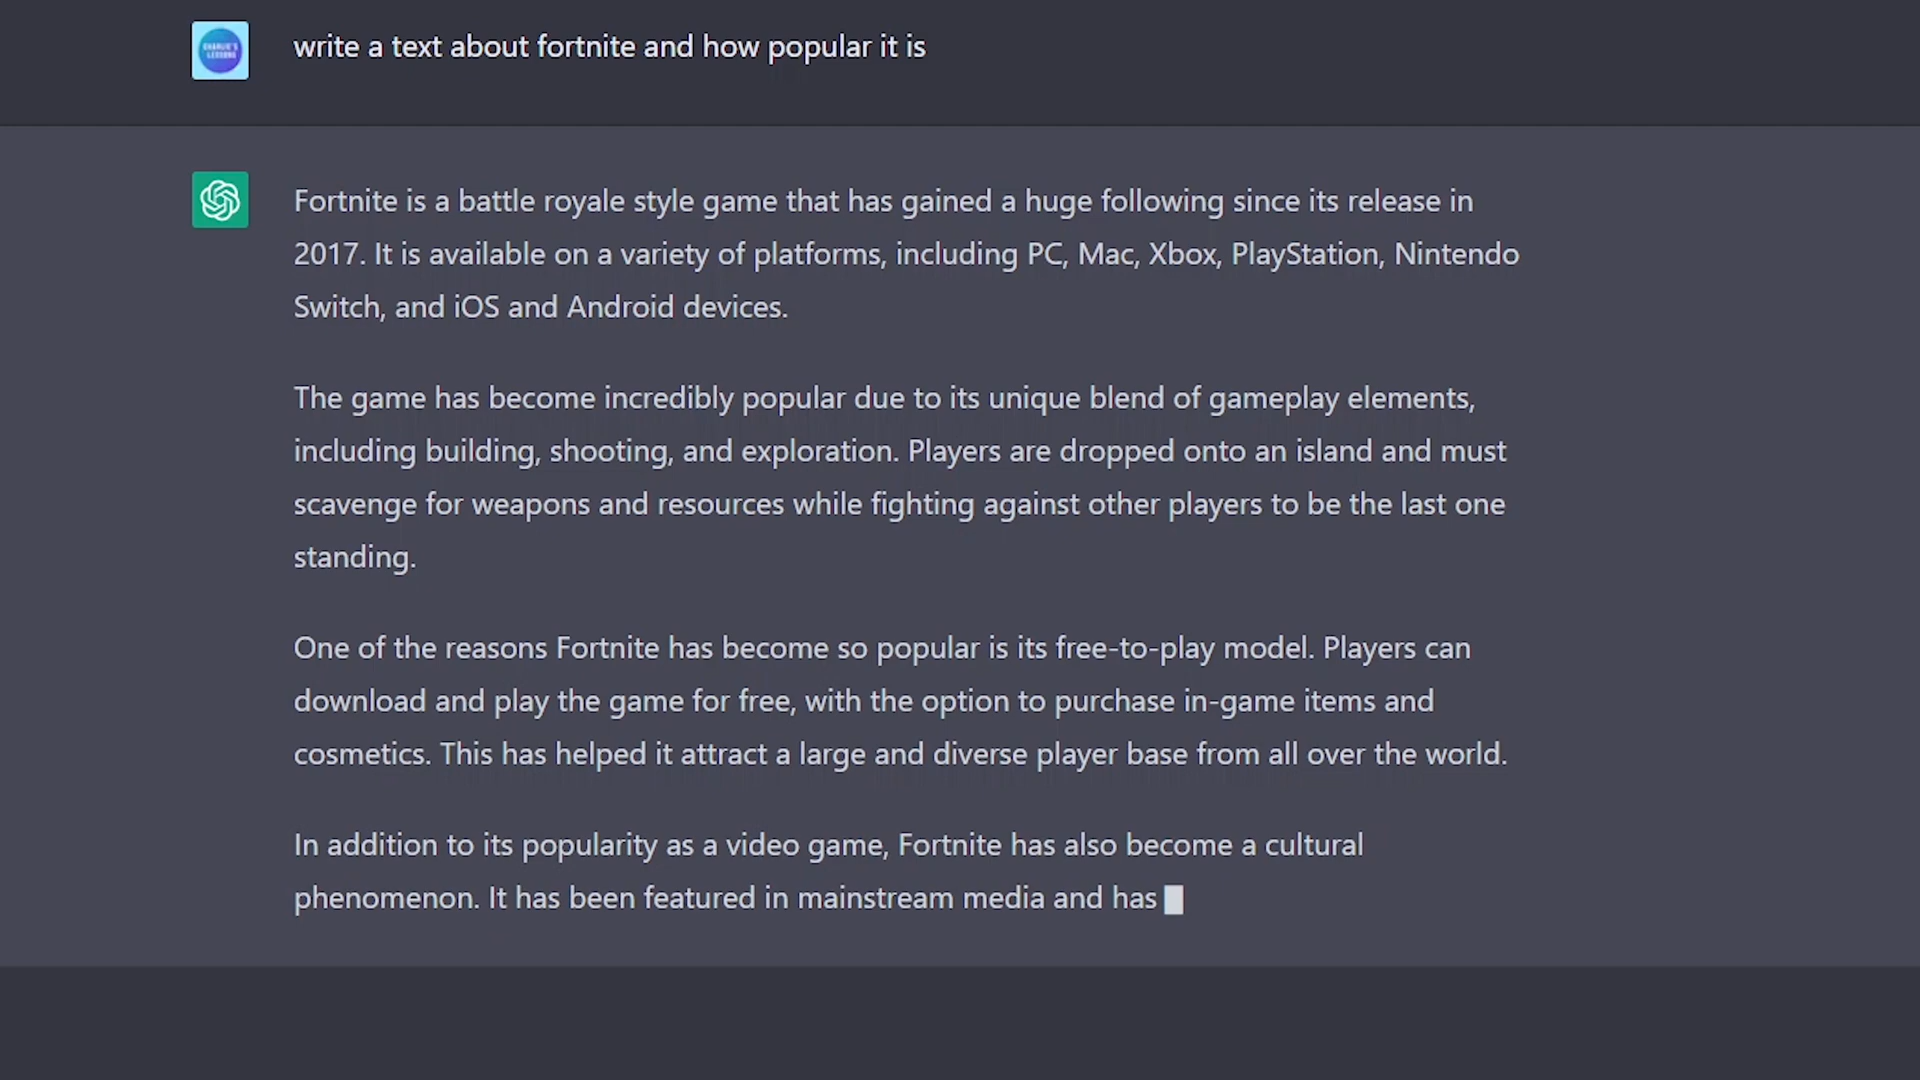 CHARLIE'S
LESSONS
write a text about fortnite and how popular it is
Fortnite is a battle royale style game that has gained a huge following since its release in
2017. It is available on a variety of platforms, including PC, Mac, Xbox, PlayStation, Nintendo
Switch, and iOS and Android devices.
The game has become incredibly popular due to its unique blend of gameplay elements,
including building, shooting, and exploration. Players are dropped onto an island and must
scavenge for weapons and resources while fighting against other players to be the last one
standing.
One of the reasons Fortnite has become so popular is its free-to-play model. Players can
download and play the game for free, with the option to purchase in-game items and
cosmetics. This has helped it attract a large and diverse player base from all over the world.
In addition to its popularity as a video game, Fortnite has also become a cultural
phenomenon. It has been featured in mainstream media and has